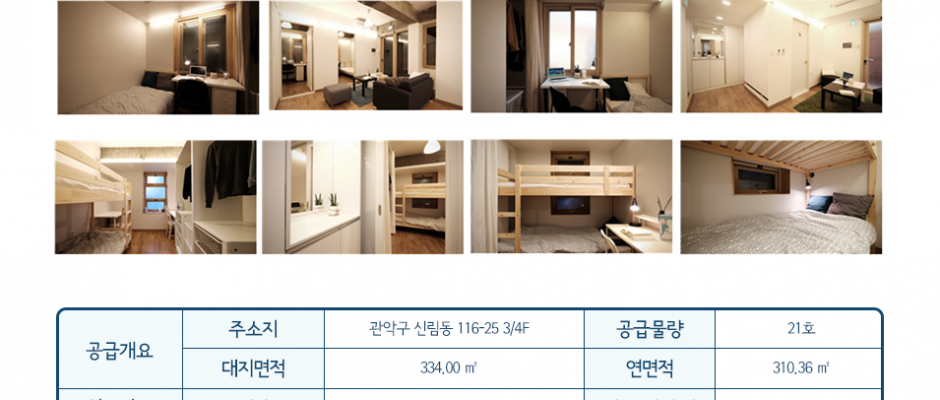 공급개요 주소지 관악구 신림동 116-25 3/4F 공급물량 21호
대지면적 334.00 ㎡ 연면적 310.36 ㎡